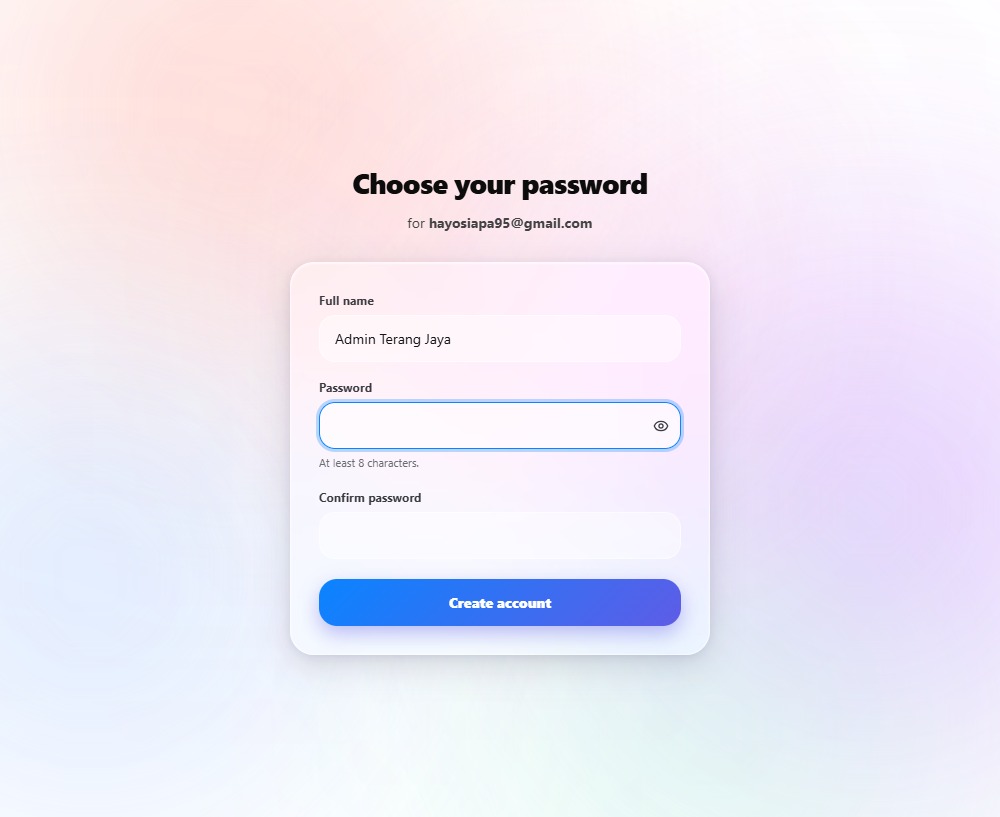 Choose your password
for hayosiapa95@gmail.com
Full name
Admin Terang Jaya
Password
At least 8 characters.
Confirm password
Create account